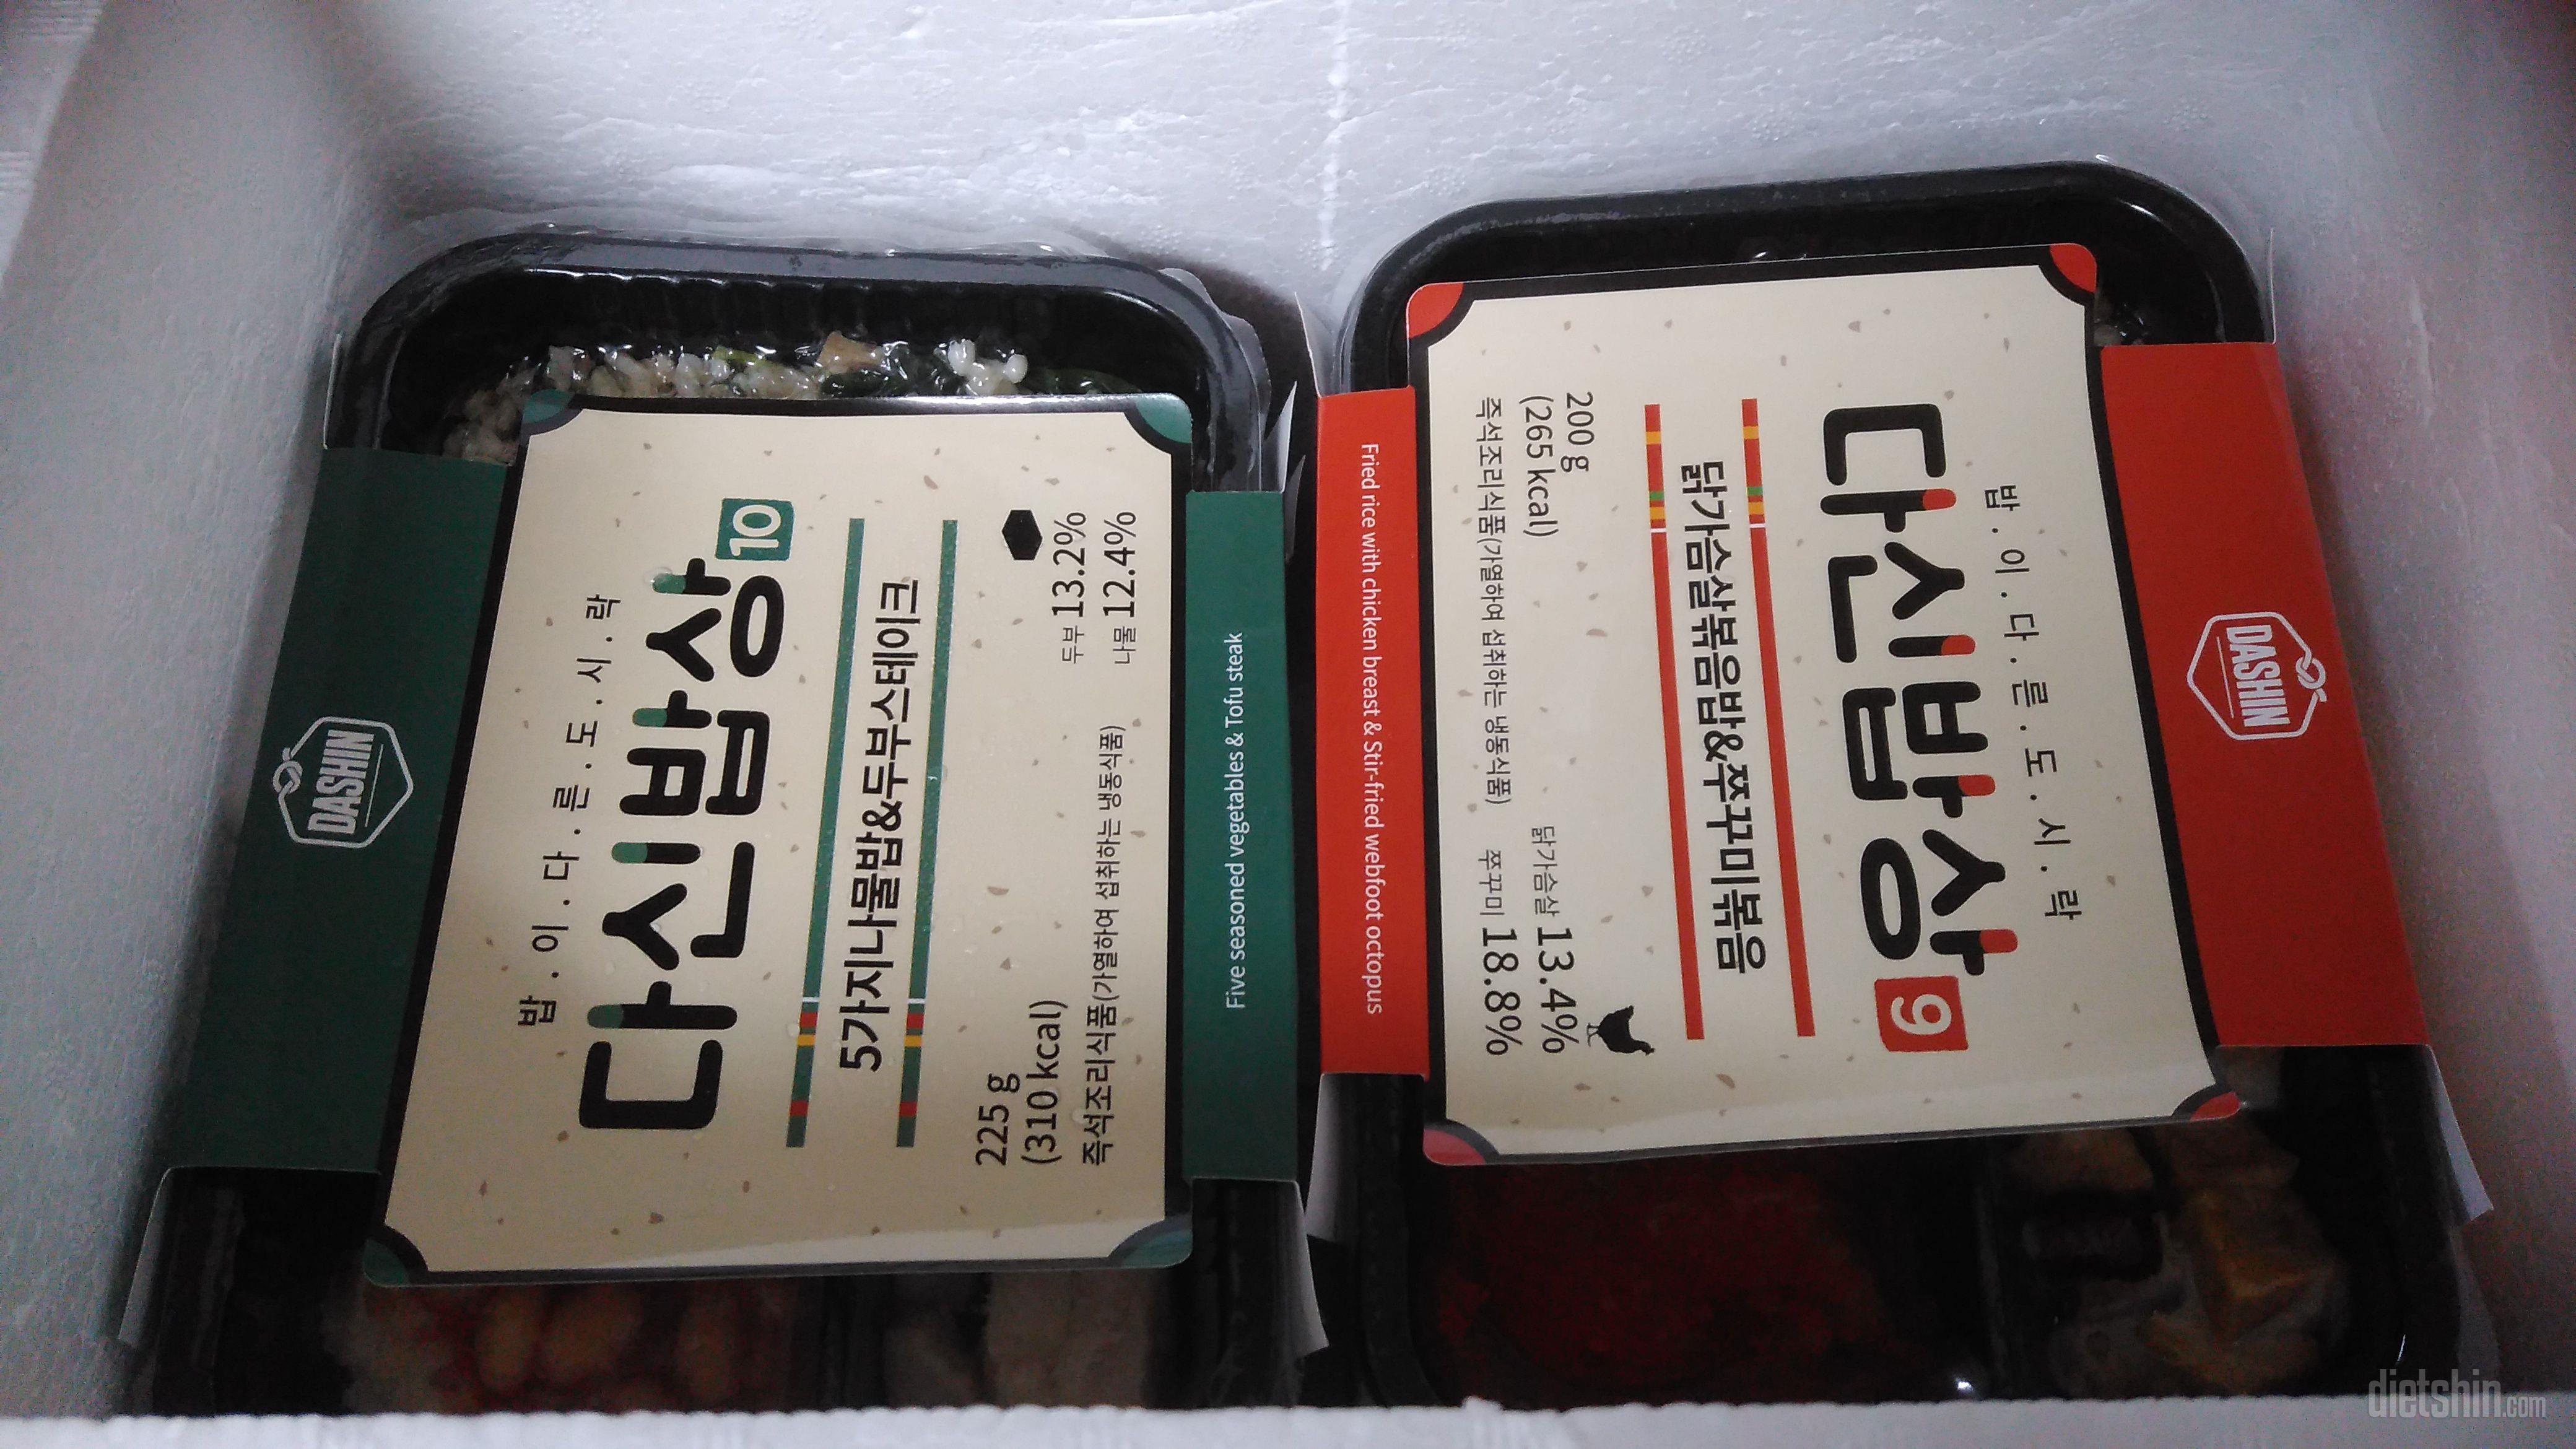 DASHIN
밥.이.다.른.도.시.락
다신밥상 10
5가지나물밥&두부스테이크
225 g
(310 kcal)
즉석조리식품(가열하여 섭취하는 냉동식품)
두부 13.2%
나물 12.4%
Five seasoned vegetables & Tofu steak
DASHIN
밥.이.다.른.도.시.락
다신밥상 9
닭가슴살볶음밥&쭈꾸미볶음
200 g
(265 kcal)
즉석조리식품(가열하여 섭취하는 냉동식품)
닭가슴살 13.4%
쭈꾸미 18.8%
Fried rice with chicken breast & Stir-fried webfoot octopus
dietshin.com